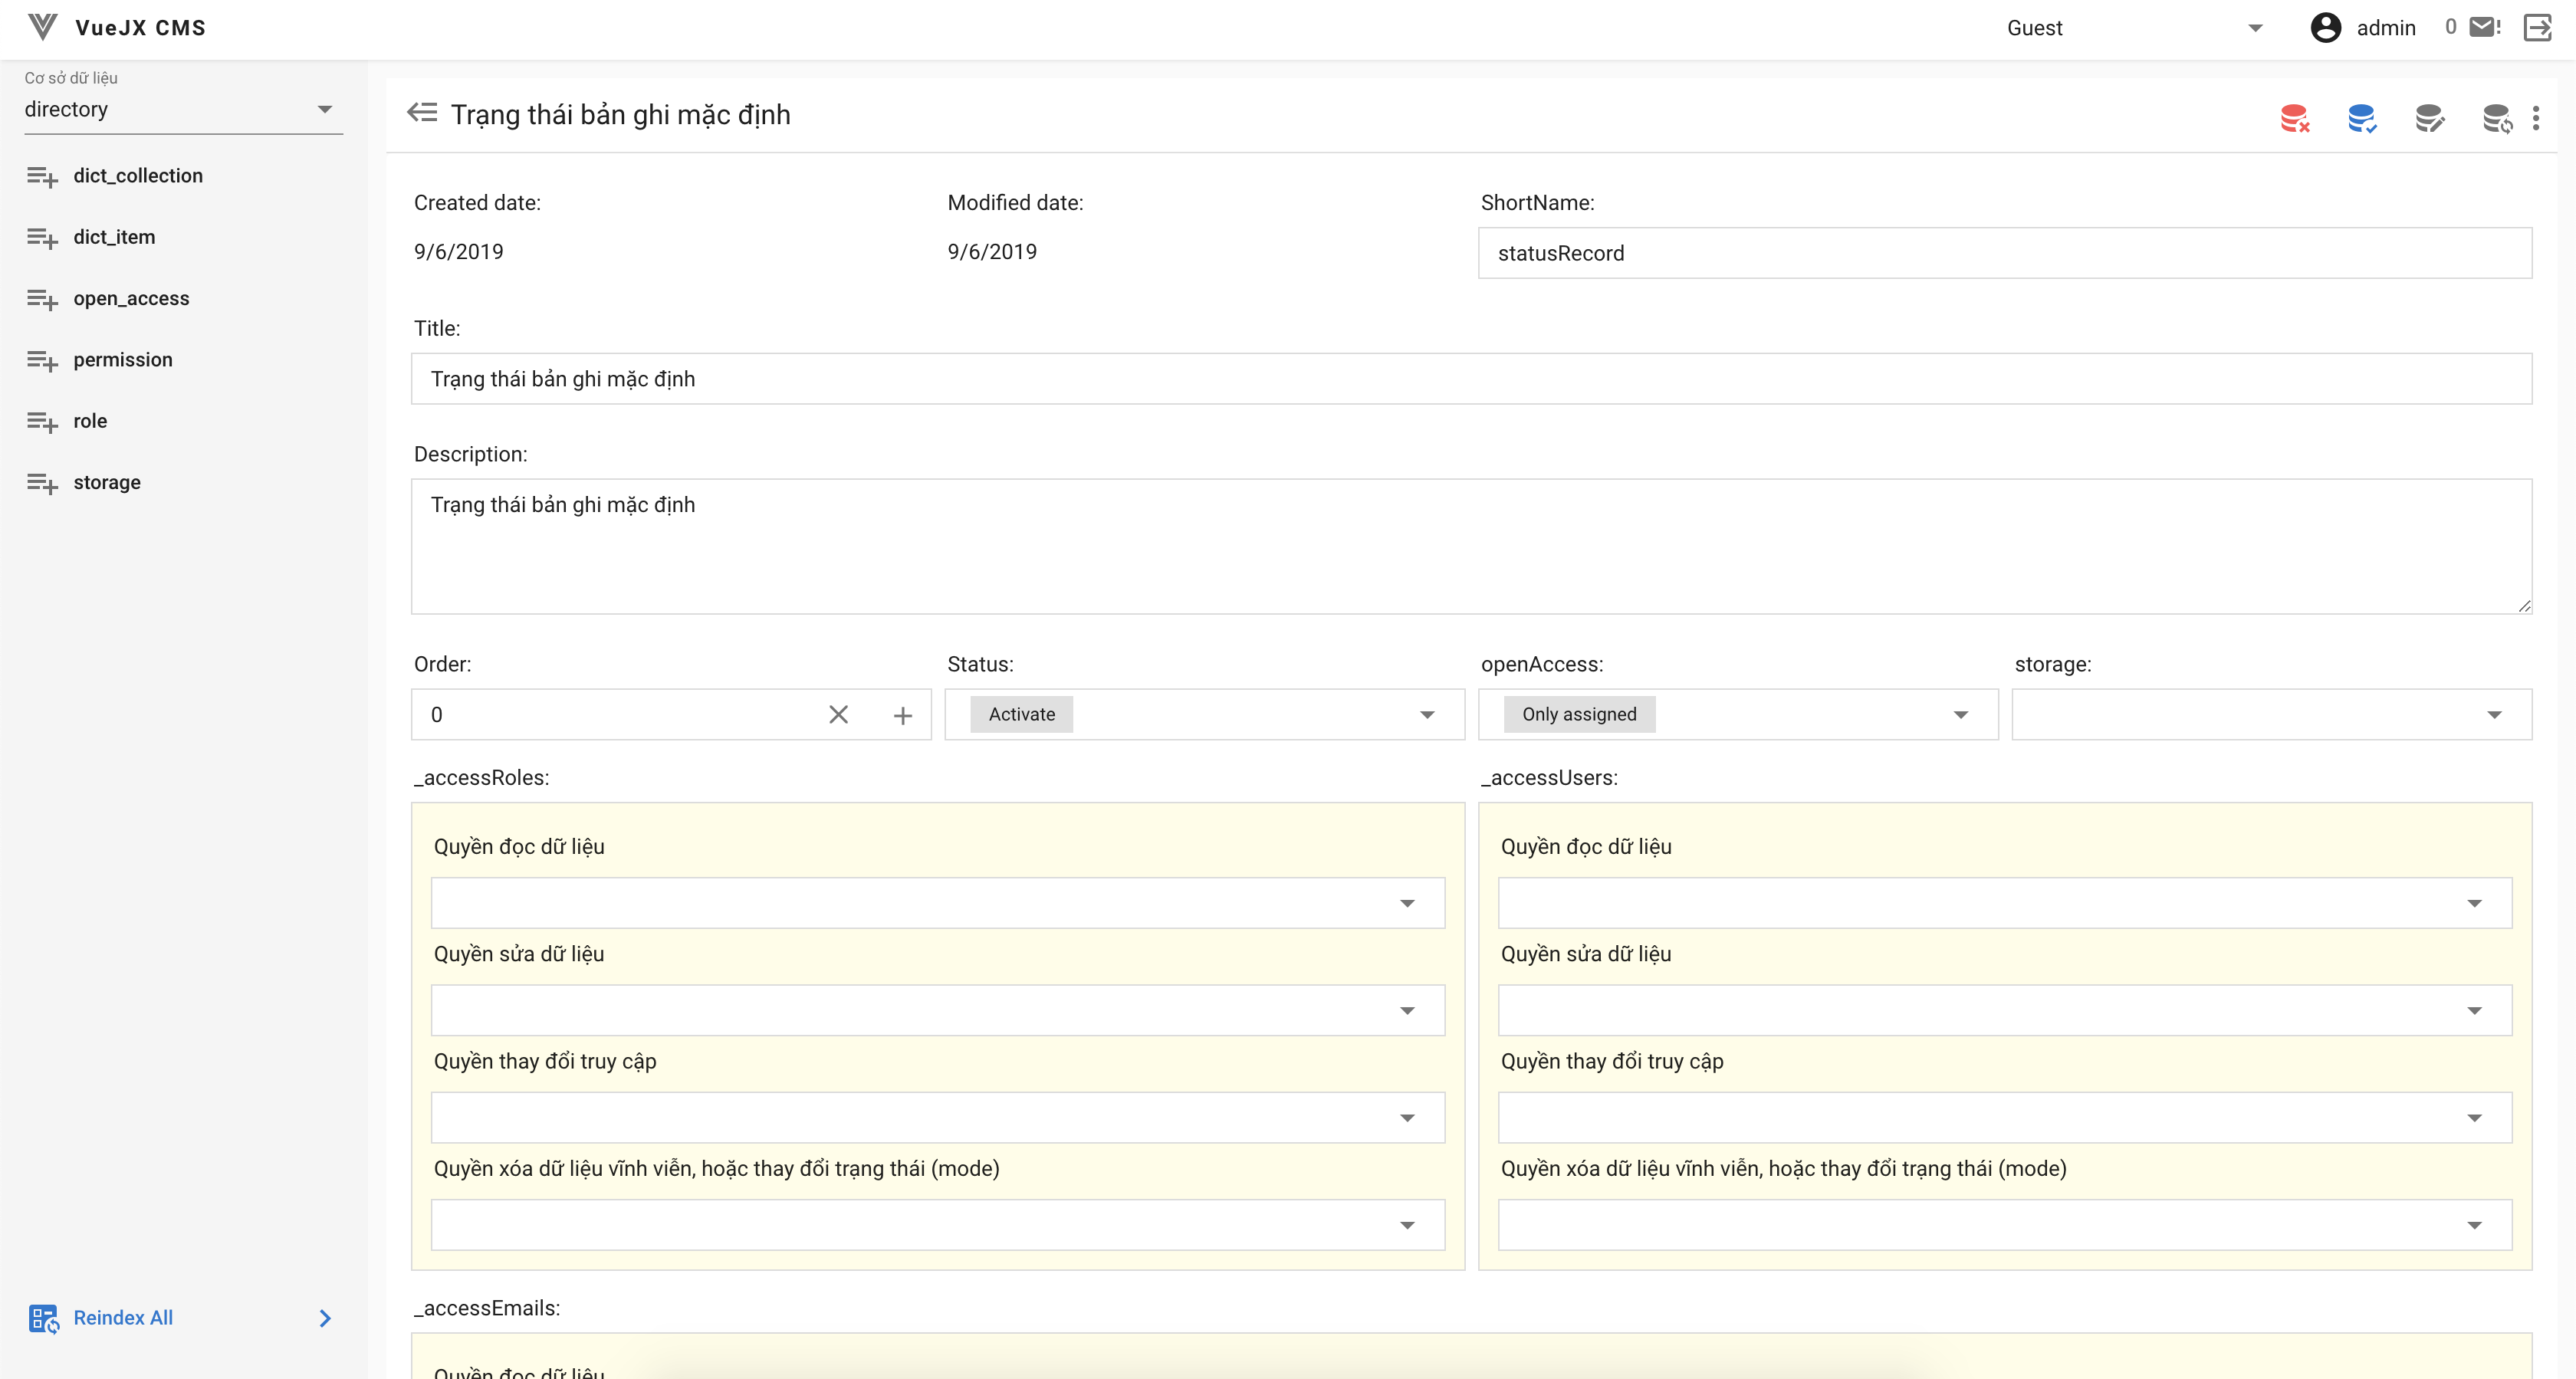 VueJX CMS
Guest
admin
0
Cơ sở dữ liệu
directory
dict_collection
dict_item
open_access
permission
role
storage
Reindex All
Trạng thái bản ghi mặc định
Created date:
Modified date:
ShortName:
9/6/2019
9/6/2019
statusRecord
Title:
Trạng thái bản ghi mặc định
Description:
Trạng thái bản ghi mặc định
Order:
Status:
openAccess:
storage:
0
Activate
Only assigned
_accessRoles:
_accessUsers:
Quyền đọc dữ liệu
Quyền đọc dữ liệu
Quyền sửa dữ liệu
Quyền sửa dữ liệu
Quyền thay đổi truy cập
Quyền thay đổi truy cập
Quyền xóa dữ liệu vĩnh viễn, hoặc thay đổi trạng thái (mode)
Quyền xóa dữ liệu vĩnh viễn, hoặc thay đổi trạng thái (mode)
_accessEmails:
Quyền đọc dữ liệu